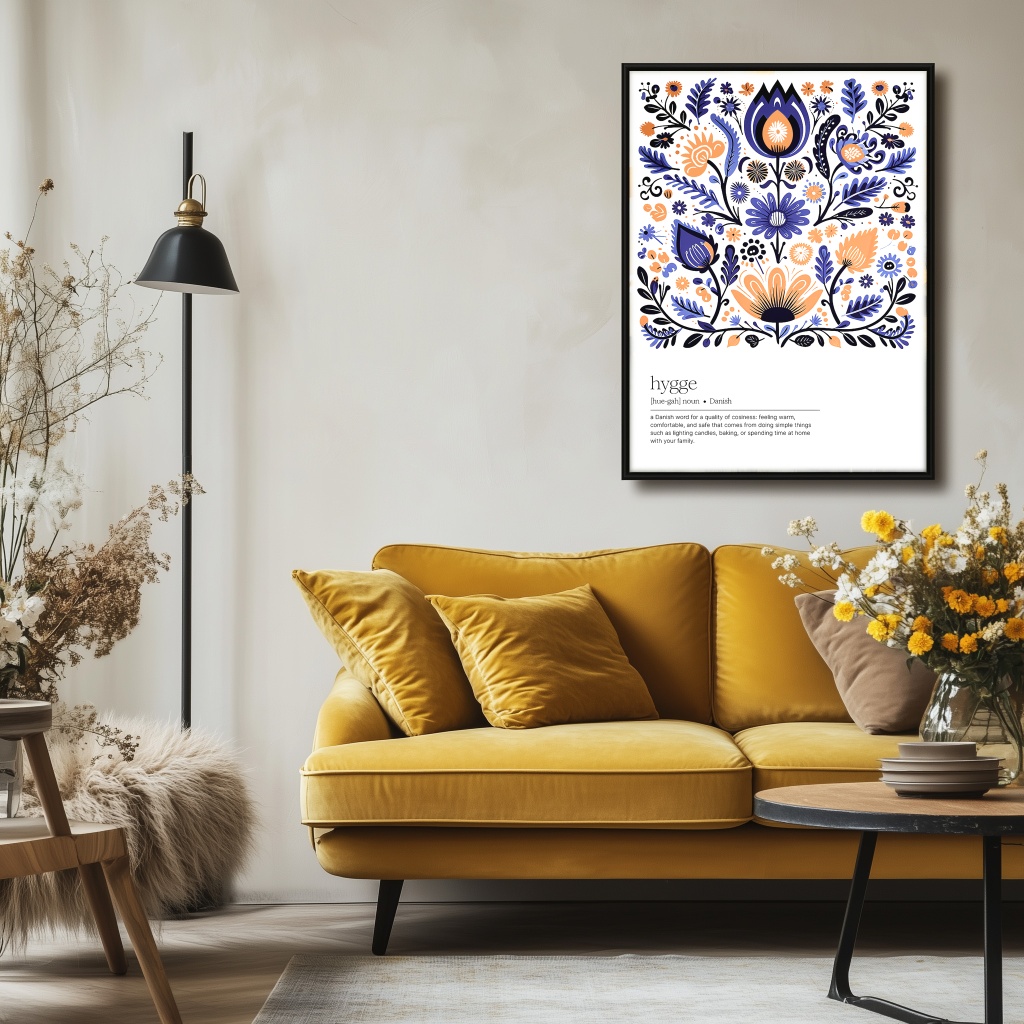 hygge
[hue-gah] noun • Danish
a Danish word for a quality of cosiness: feeling warm,
comfortable, and safe that comes from doing simple things
such as lighting candles, baking, or spending time at home
with your family.